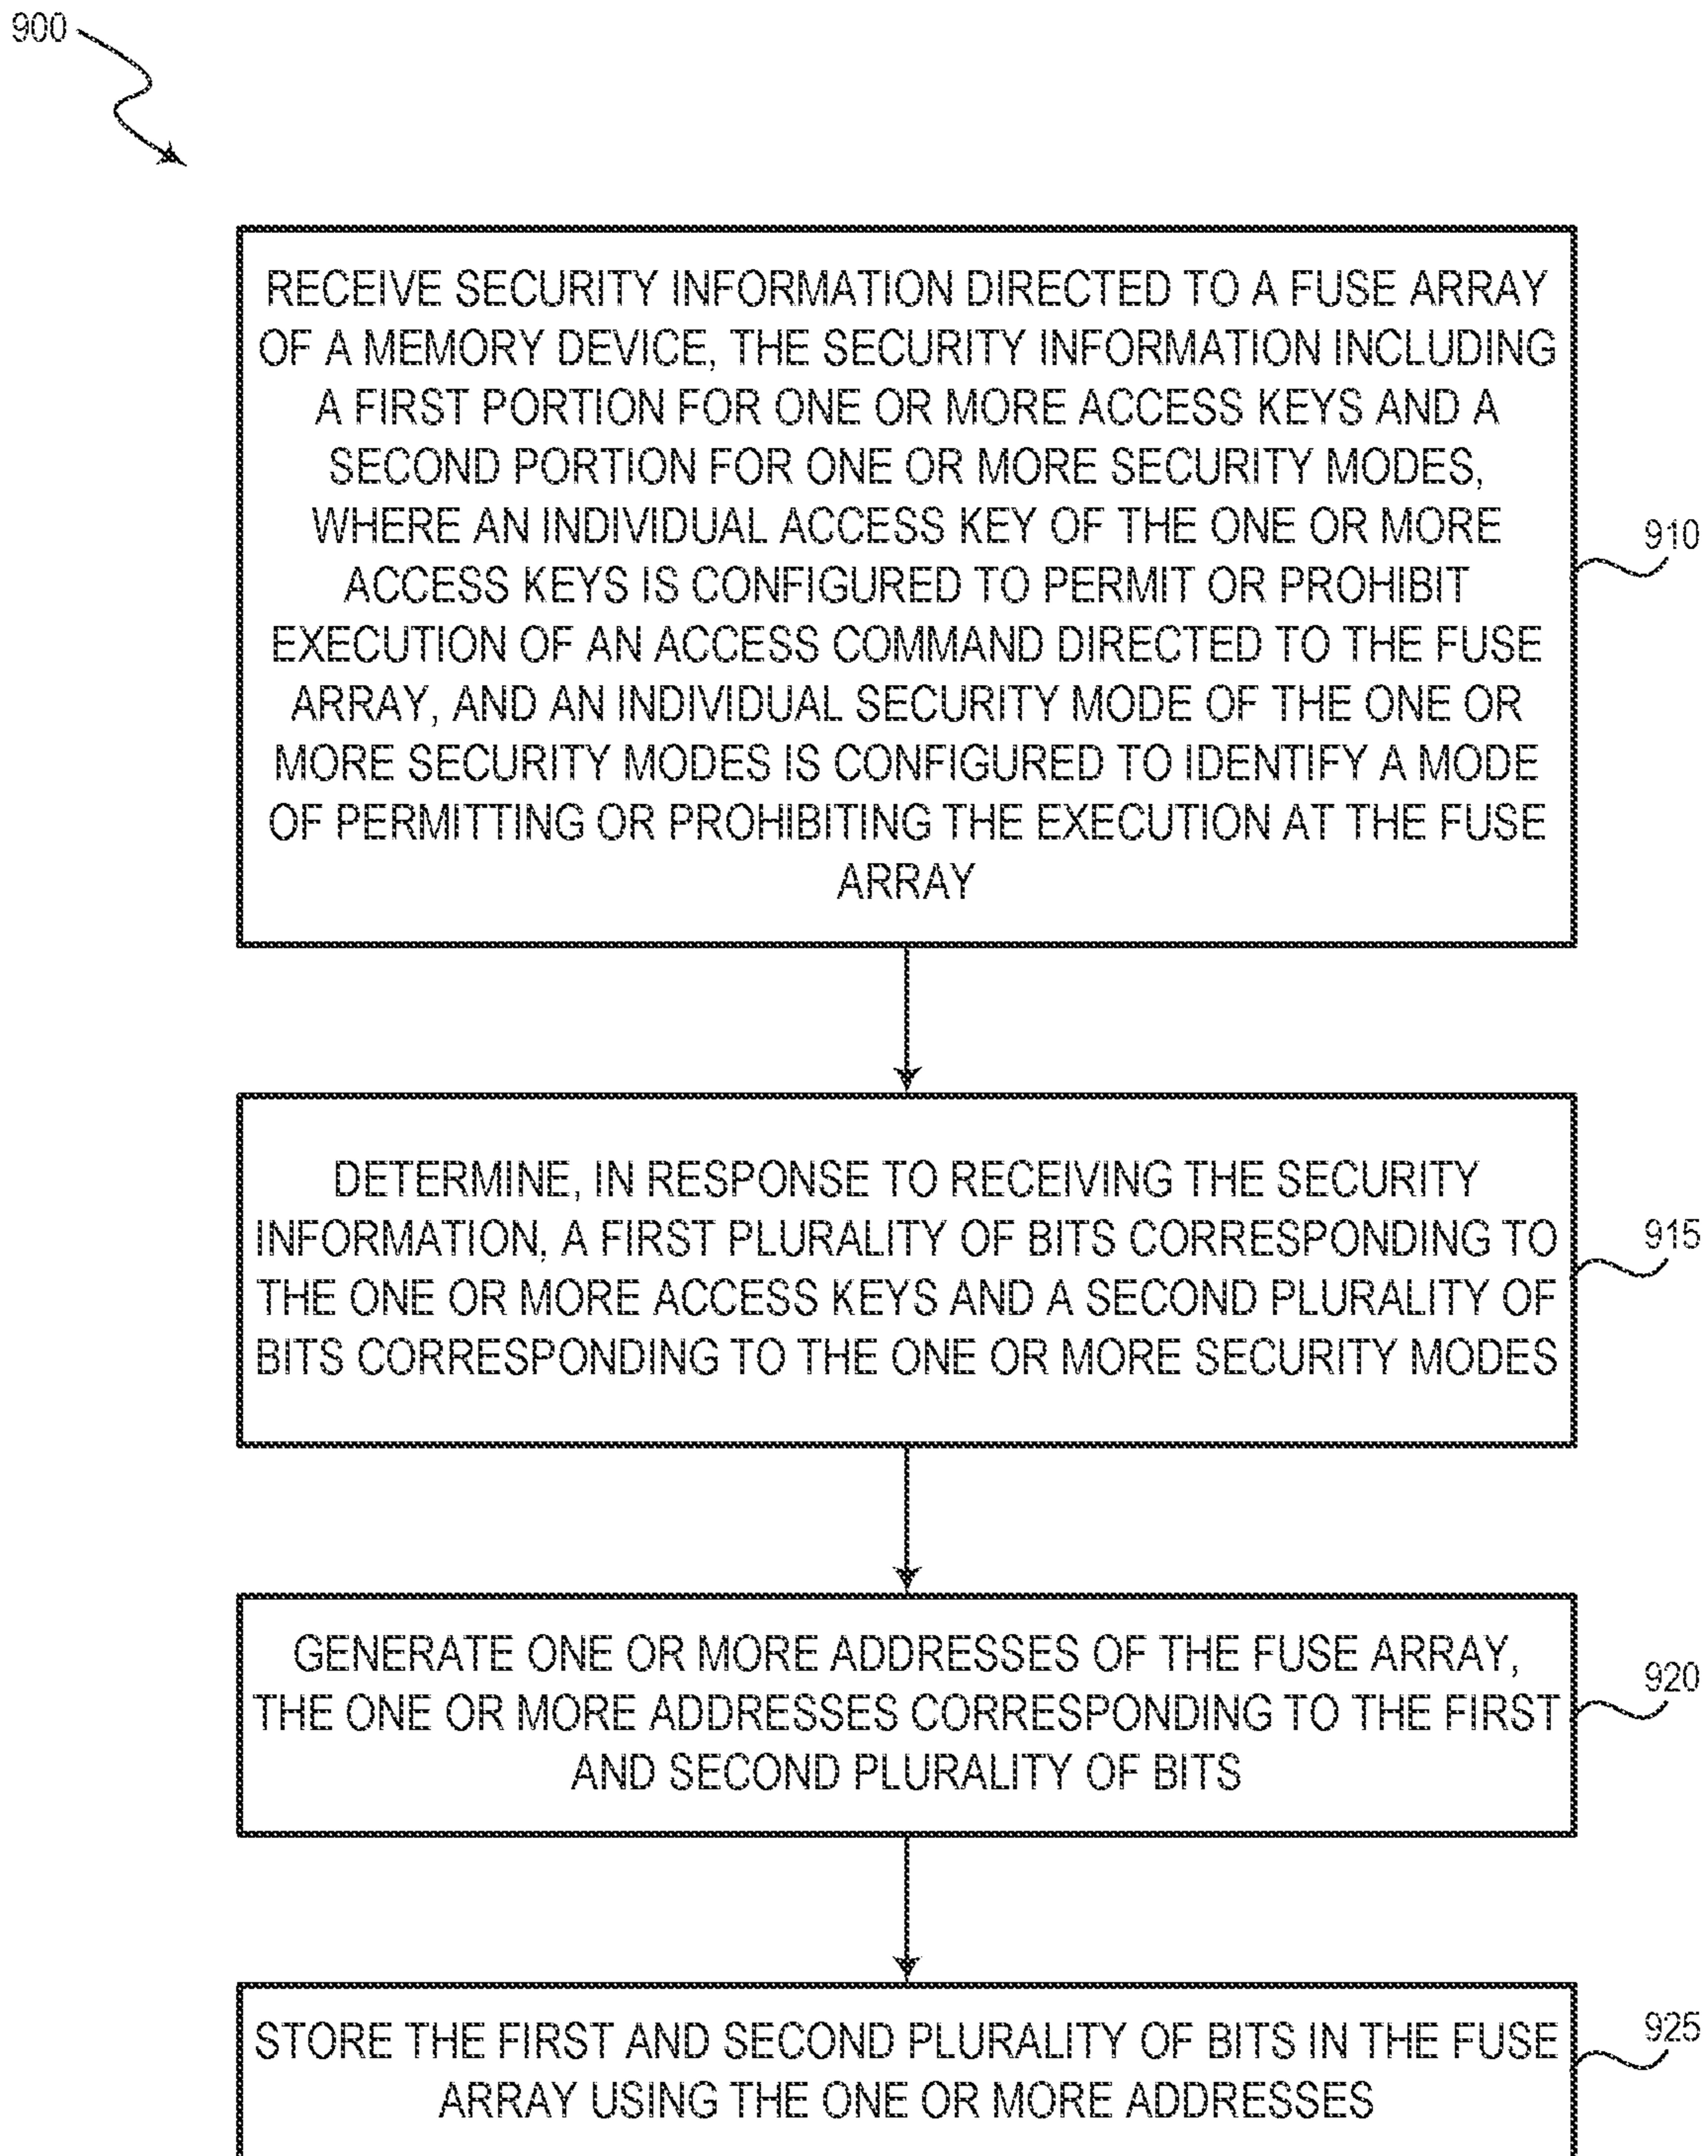 900
RECEIVE SECURITY INFORMATION DIRECTED TO A FUSE ARRAY
OF A MEMORY DEVICE, THE SECURITY INFORMATION INCLUDING
A FIRST PORTION FOR ONE OR MORE ACCESS KEYS AND A
SECOND PORTION FOR ONE OR MORE SECURITY MODES,
WHERE AN INDIVIDUAL ACCESS KEY OF THE ONE OR MORE
ACCESS KEYS IS CONFIGURED TO PERMIT OR PROHIBIT
EXECUTION OF AN ACCESS COMMAND DIRECTED TO THE FUSE
ARRAY, AND AN INDIVIDUAL SECURITY MODE OF THE ONE OR
MORE SECURITY MODES IS CONFIGURED TO IDENTIFY A MODE
OF PERMITTING OR PROHIBITING THE EXECUTION AT THE FUSE
ARRAY
910
DETERMINE, IN RESPONSE TO RECEIVING THE SECURITY
INFORMATION, A FIRST PLURALITY OF BITS CORRESPONDING TO
THE ONE OR MORE ACCESS KEYS AND A SECOND PLURALITY OF
BITS CORRESPONDING TO THE ONE OR MORE SECURITY MODES
915
GENERATE ONE OR MORE ADDRESSES OF THE FUSE ARRAY,
THE ONE OR MORE ADDRESSES CORRESPONDING TO THE FIRST
AND SECOND PLURALITY OF BITS
920
STORE THE FIRST AND SECOND PLURALITY OF BITS IN THE FUSE
ARRAY USING THE ONE OR MORE ADDRESSES
925